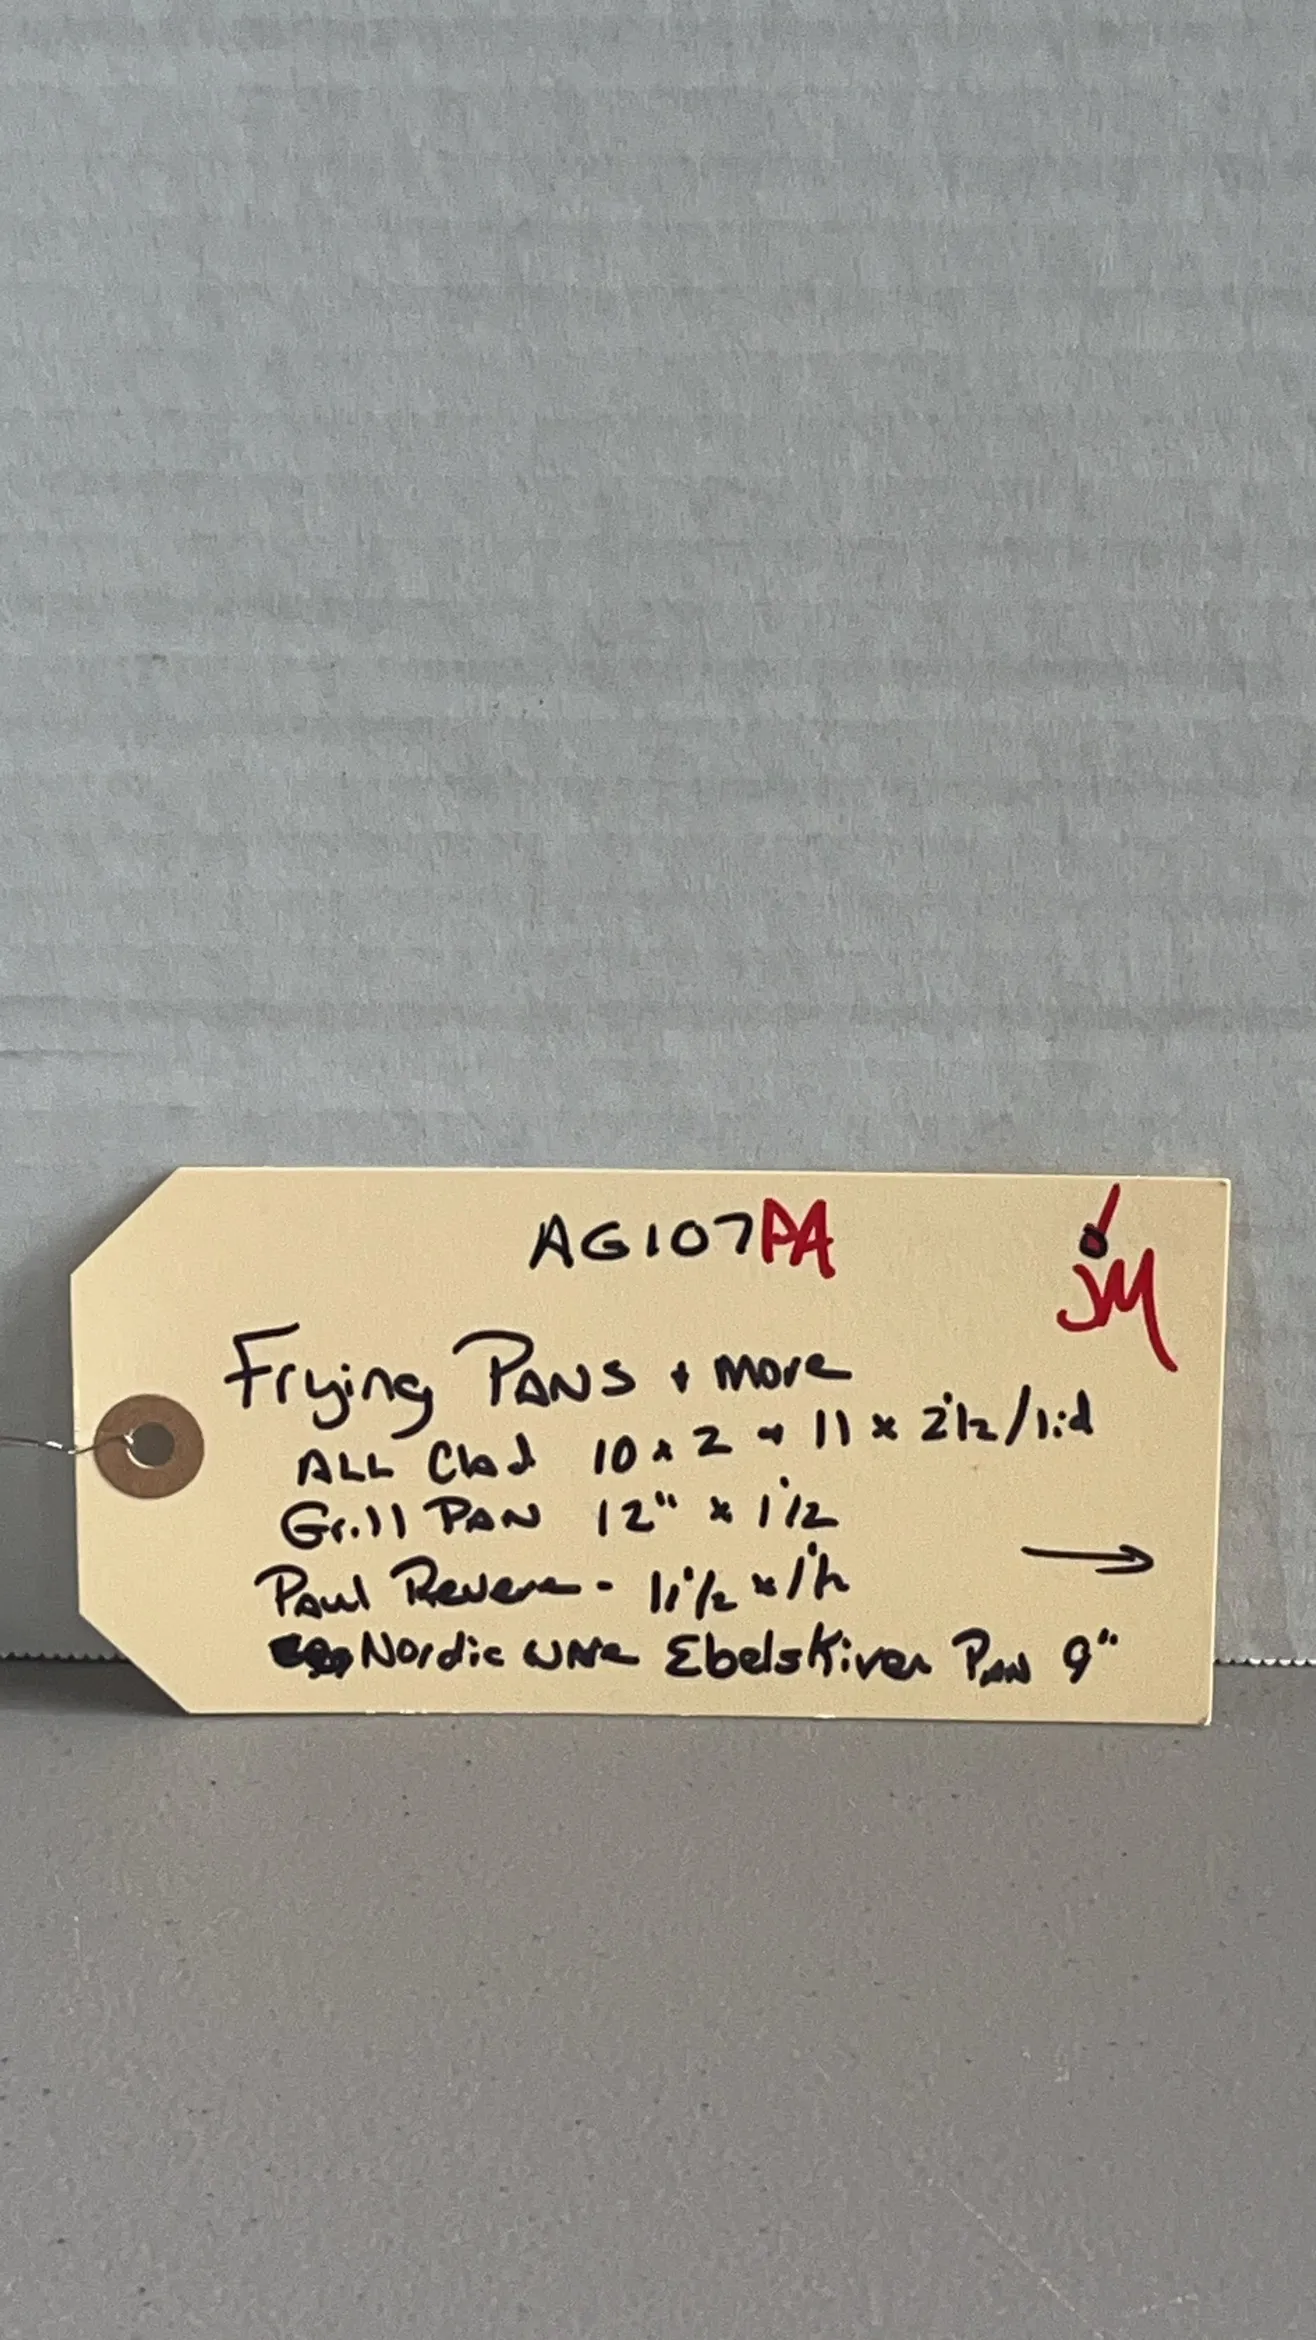 AG107PA
JM
Frying PANS + more
ALL Clad 10 x 2 + 11 x 2 1/2 / lid
Grill PAN 12" x 1 1/2
Paul Revere - 11 1/2 x 1 1/2
Nordic ware EbelsKiver Pan 9"